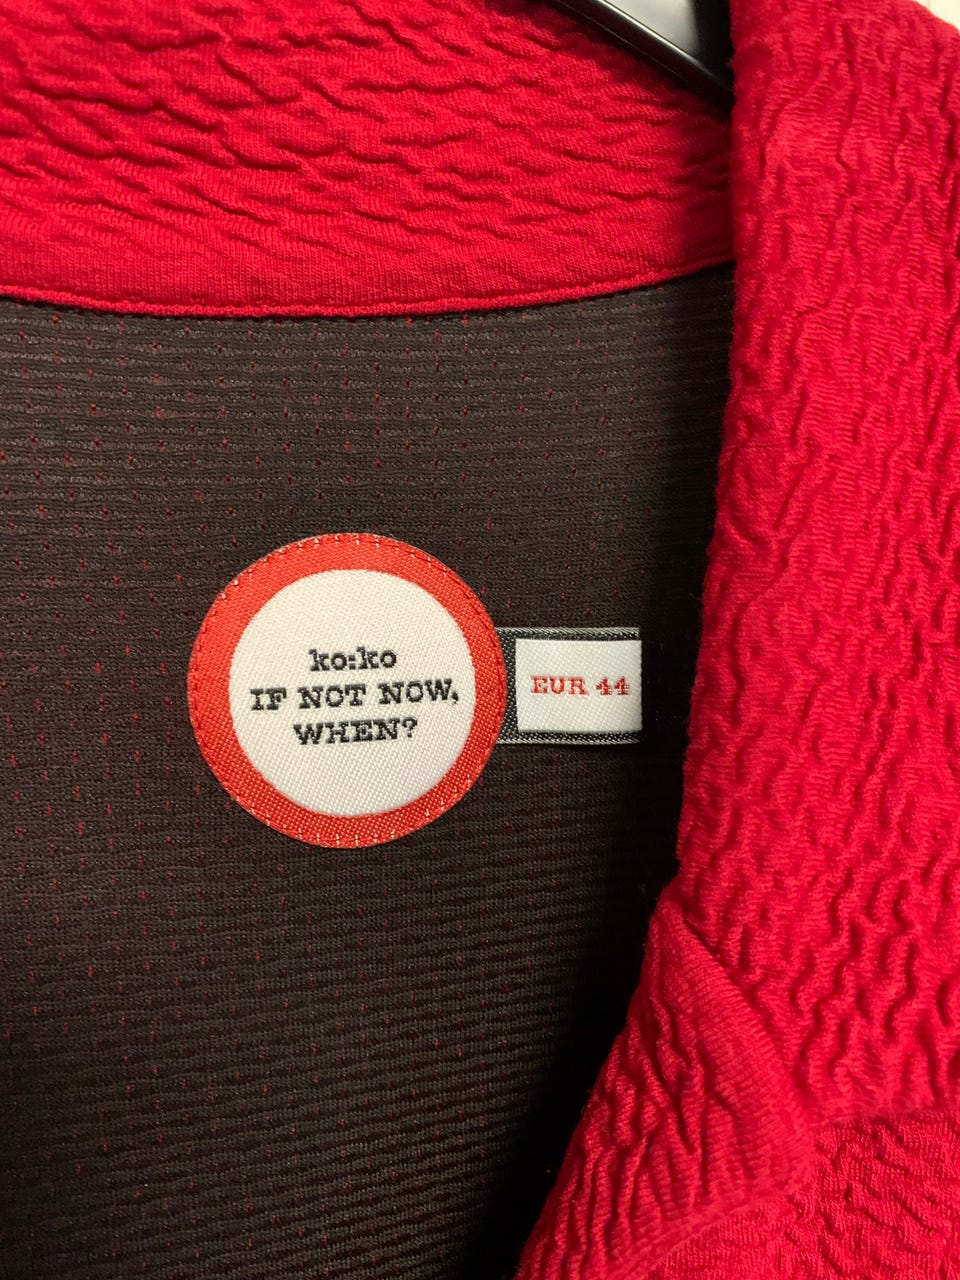 ko:ko
IF NOT NOW,
WHEN?
EUR 44